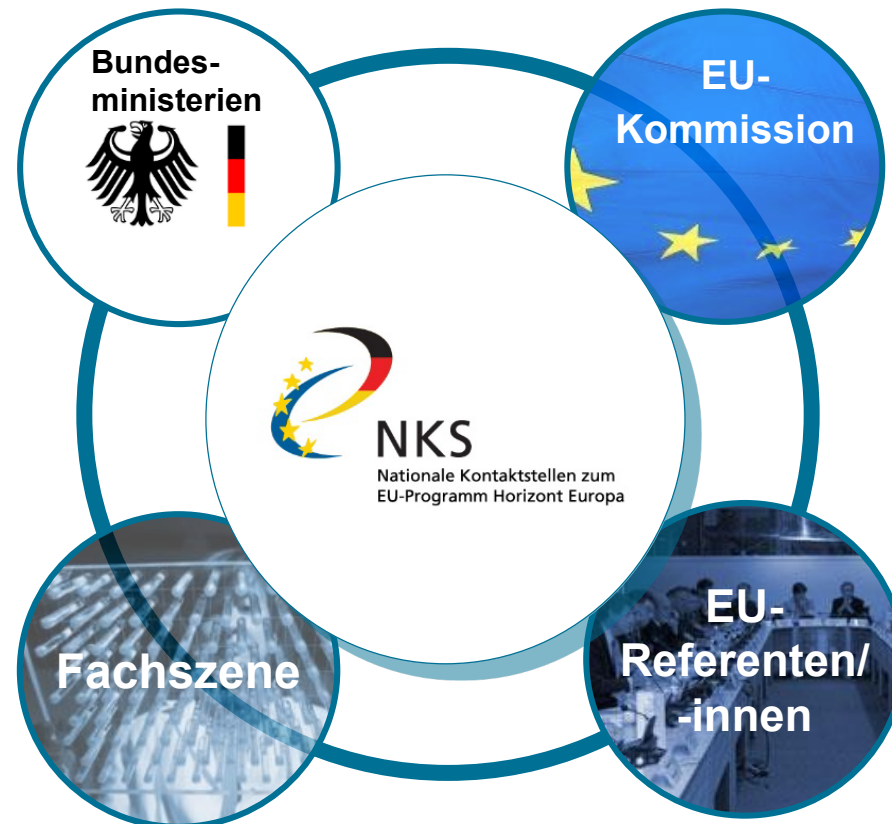 Bundes-
ministerien
EU-
Kommission
NKS
Nationale Kontaktstellen zum
EU-Programm Horizont Europa
Fachszene
EU-
Referenten/
-innen